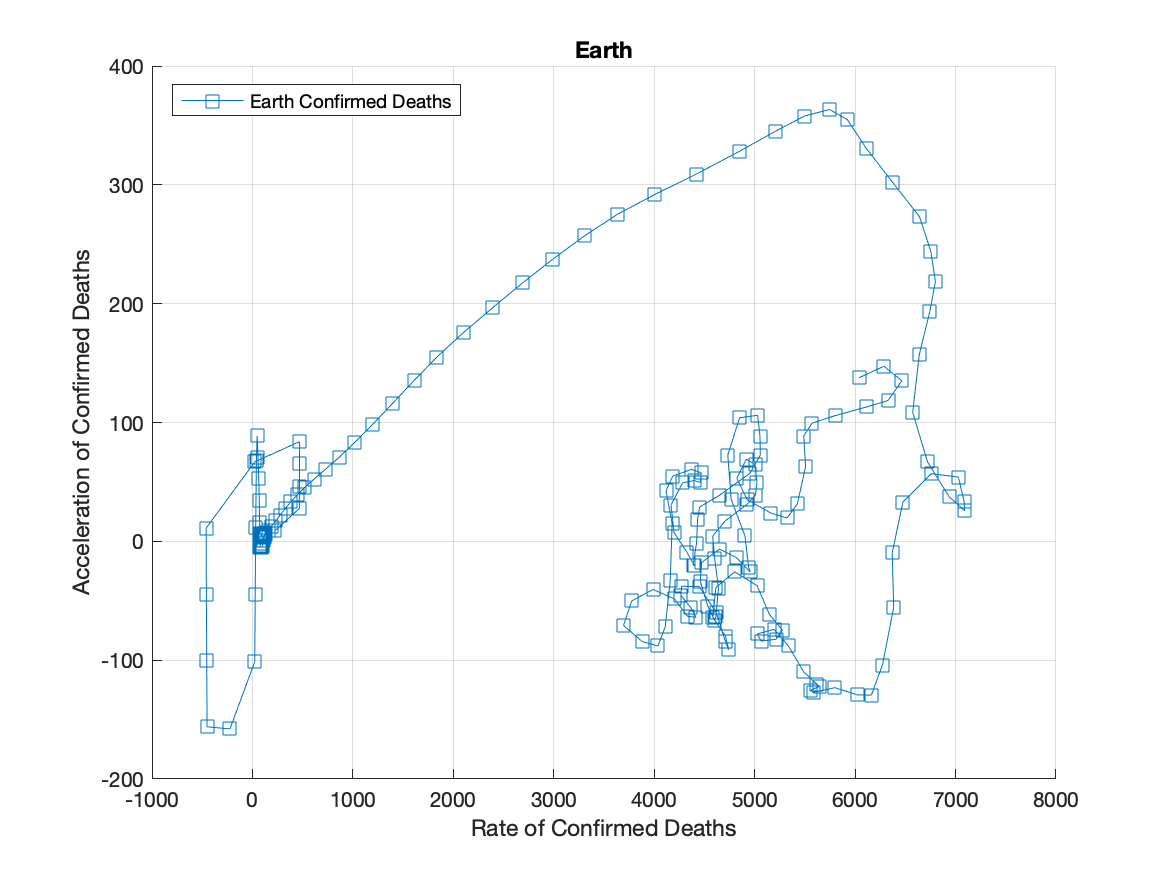 Earth
400
Earth Confirmed Deaths
300
200
100
0
-100
-200
Acceleration of Confirmed Deaths
-1000 0 1000 2000 3000 4000 5000 6000 7000 8000
Rate of Confirmed Deaths